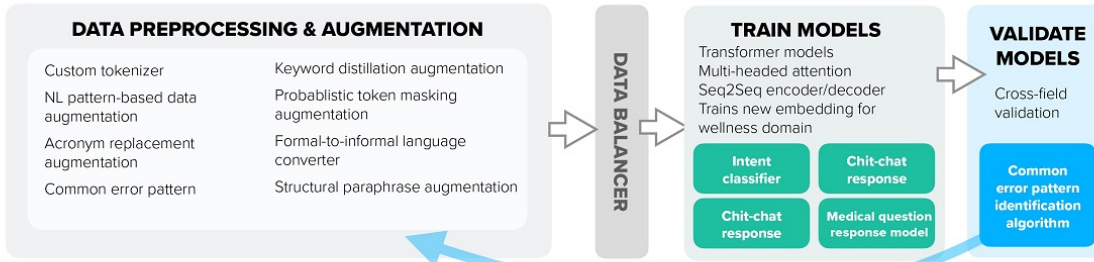 DATA PREPROCESSING & AUGMENTATION
Custom tokenizer
NL pattern-based data
augmentation
Acronym replacement
augmentation
Common error pattern
Keyword distillation augmentation
Probablistic token masking
augmentation
Formal-to-informal language
converter
Structural paraphrase augmentation
DATA BALANCER
TRAIN MODELS
Transformer models
Multi-headed attention
Seq2Seq encoder/decoder
Trains new embedding for
wellness domain
Intent
classifier
Chit-chat
response
Chit-chat
response
Medical question
response model
VALIDATE
MODELS
Cross-field
validation
Common
error pattern
identification
algorithm